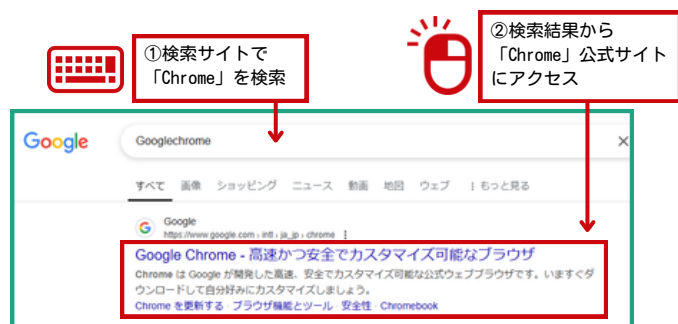 ①検索サイトで
「Chrome」を検索
②検索結果から
「Chrome」公式サイト
にアクセス
Google
Googlechrome
すべて 画像 ショッピング ニュース 動画 地図 ウェブ | もっと見る
G
Google
https://www.google.com › intl › ja_jp › chrome
Google Chrome - 高速かつ安全でカスタマイズ可能なブラウザ
Chrome は Google が開発した高速、安全でカスタマイズ可能な公式ウェブブラウザです。いますぐダ
ウンロードして自分好みにカスタマイズしましょう。
Chrome を更新する · ブラウザ機能とツール · 安全性 · Chromebook